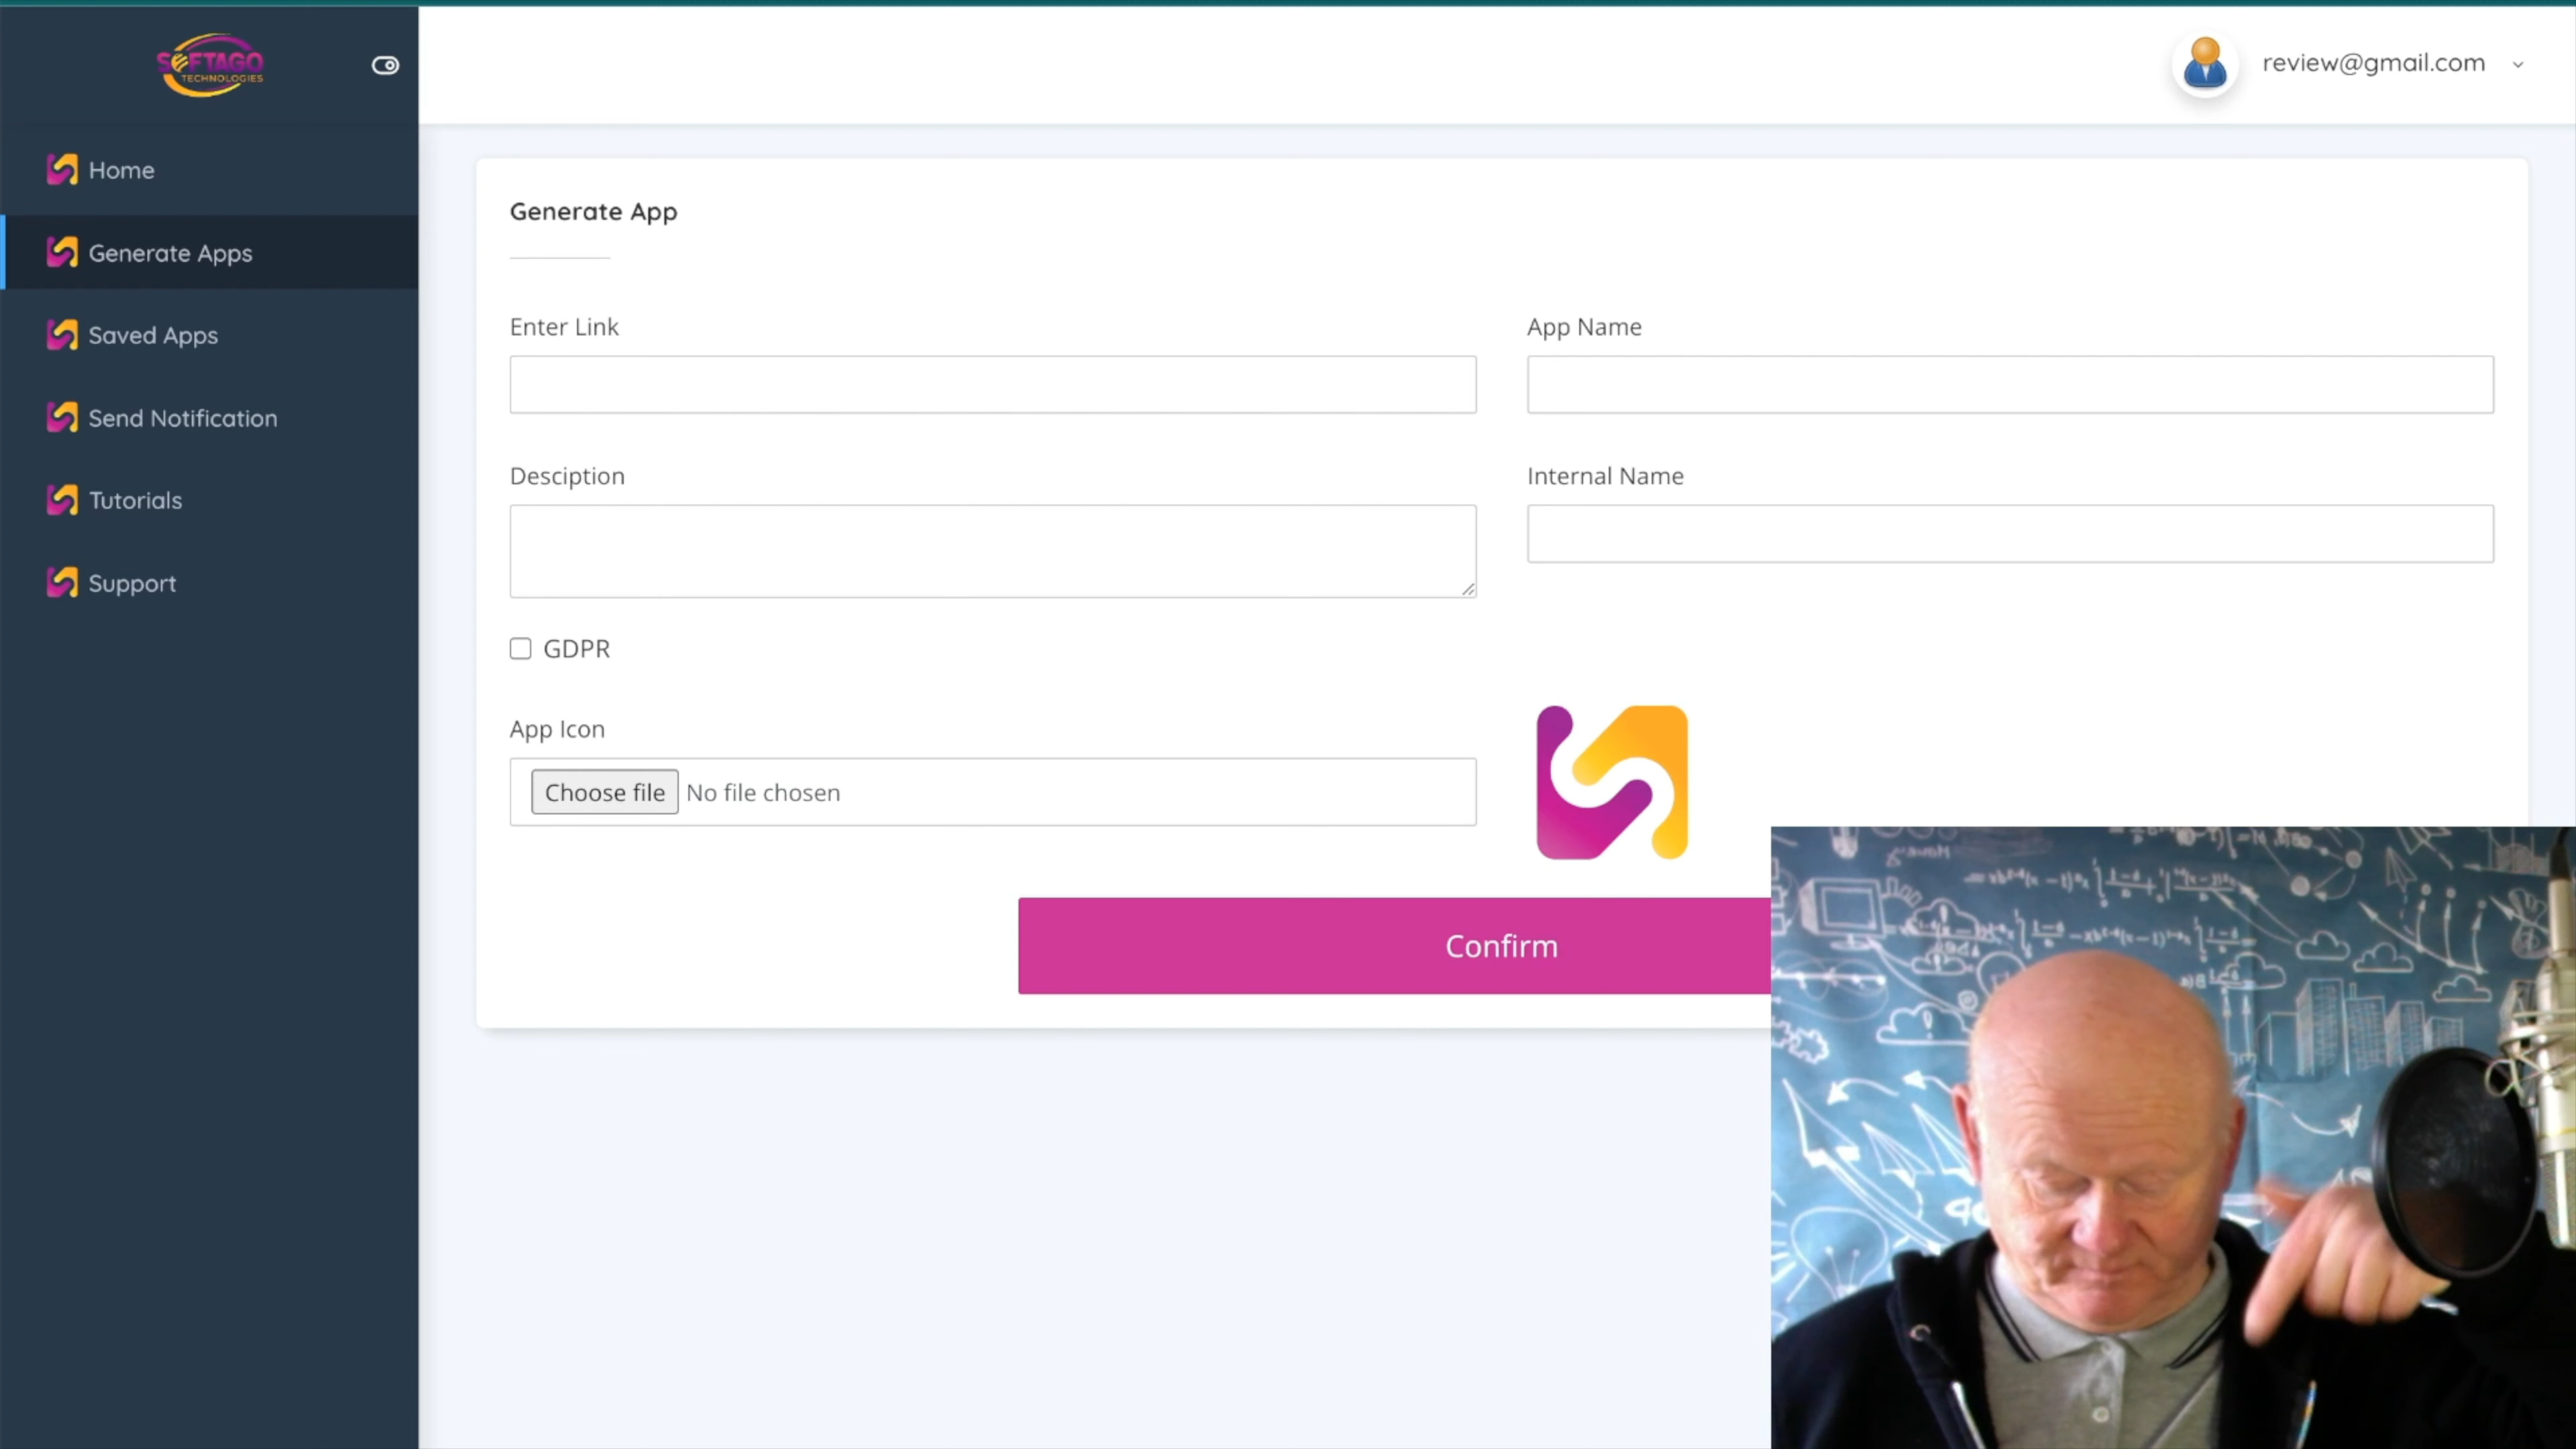 SOFTAGO
TECHNOLOGIES
review@gmail.com
Home
Generate Apps
Saved Apps
Send Notification
Tutorials
Support
Generate App
Enter Link
App Name
Desciption
Internal Name
GDPR
App Icon
Choose file No file chosen
Confirm